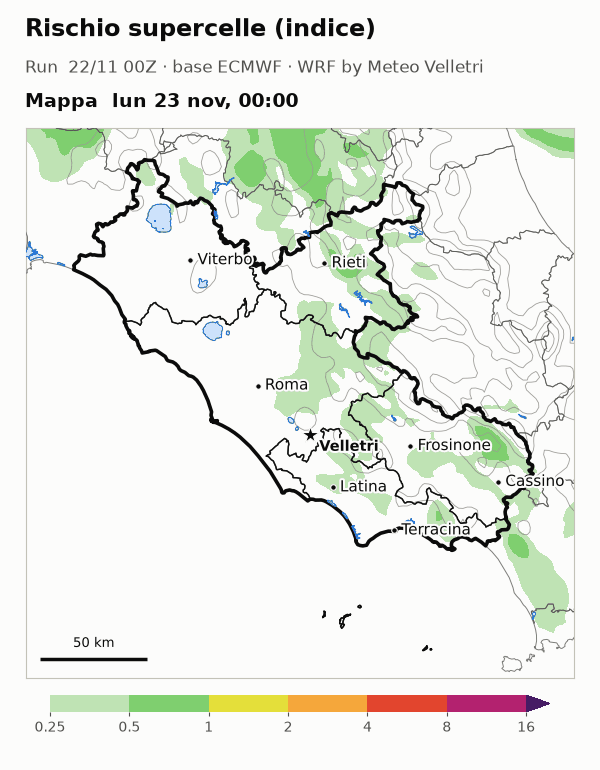 Rischio supercelle (indice)
Run  22/11 00Z · base ECMWF · WRF by Meteo Velletri
Mappa  lun 23 nov, 00:00
Viterbo
Rieti
Roma
Velletri
Frosinone
Cassino
Latina
Terracina
50 km
0.25 0.5 1 2 4 8 16